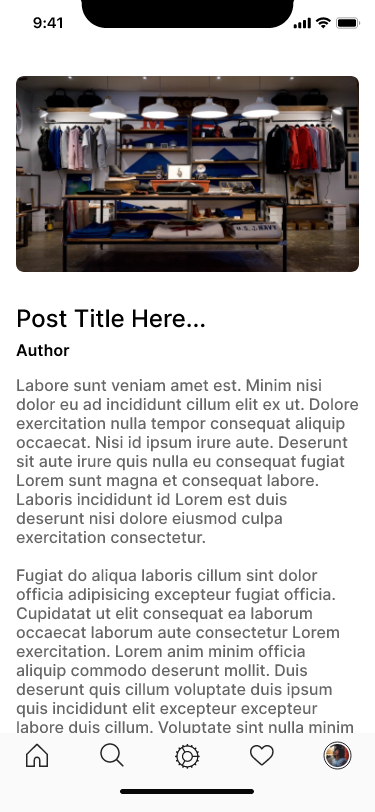 9:41
U.S. NAVY
Post Title Here...
Author
Labore sunt veniam amet est. Minim nisi
dolor eu ad incididunt cillum elit ex ut. Dolore
exercitation nulla tempor consequat aliquip
occaecat. Nisi id ipsum irure aute. Deserunt
sit aute irure quis nulla eu consequat fugiat
Lorem sunt magna et consequat labore.
Laboris incididunt id Lorem est duis
deserunt nisi dolore eiusmod culpa
exercitation consectetur.
Fugiat do aliqua laboris cillum sint dolor
officia adipisicing excepteur fugiat officia.
Cupidatat ut elit consequat ea laborum
occaecat laborum aute consectetur Lorem
exercitation. Lorem anim minim officia
aliquip commodo deserunt mollit. Duis
deserunt quis cillum voluptate duis ipsum
quis incididunt elit excepteur excepteur
labore duis cillum. Voluptate sint nulla minim